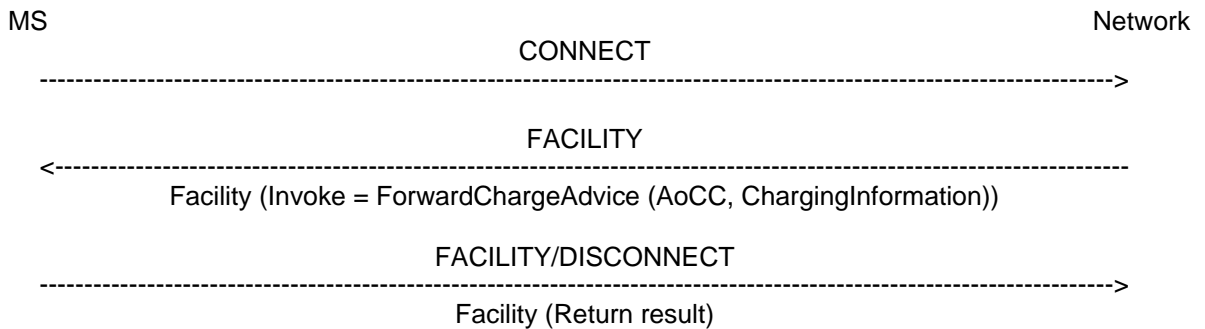 MS Network
CONNECT
------------------------------------------------------------------------------------------------------------------------>
FACILITY
<------------------------------------------------------------------------------------------------------------------------
Facility (Invoke = ForwardChargeAdvice (AoCC, ChargingInformation))
FACILITY/DISCONNECT
------------------------------------------------------------------------------------------------------------------------>
Facility (Return result)